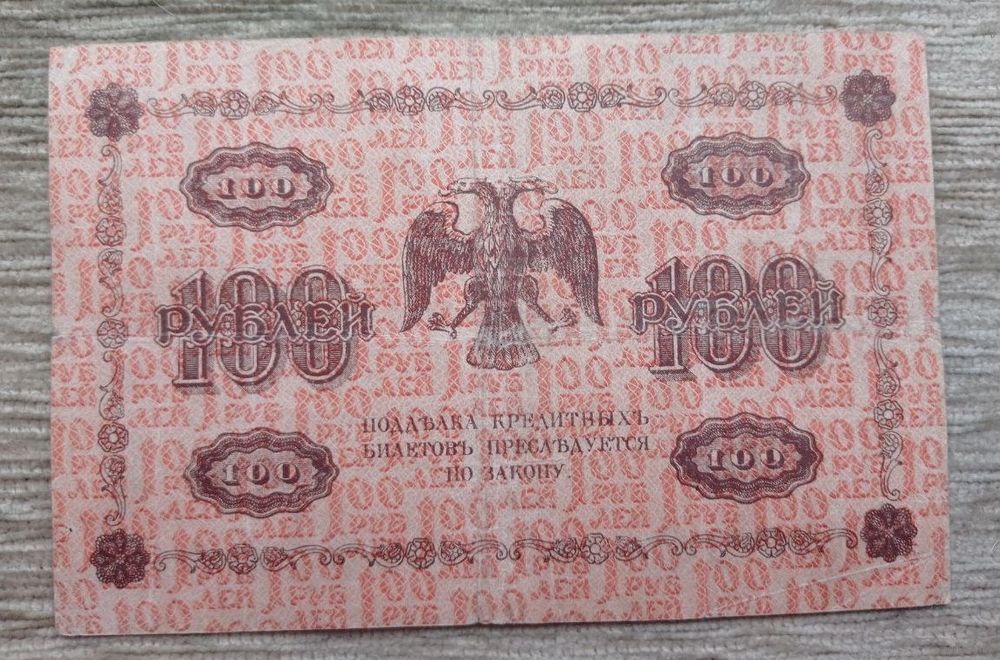 100 100
100 РУБЛЕЙ 100 РУБЛЕЙ
ПОДДѢЛКА КРЕДИТНЫХЪ
БИЛЕТОВЪ ПРЕСЛѢДУЕТСЯ
ПО ЗАКОНУ.
100 100